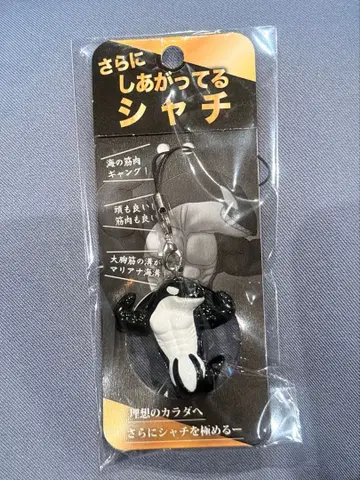 さらに
しあがってる
シャチ
海の筋肉
ギャング!
頭も良い!
筋肉も良い!
大胸筋の溝が
マリアナ海溝
理想のカラダへ
さらにシャチを極めるー